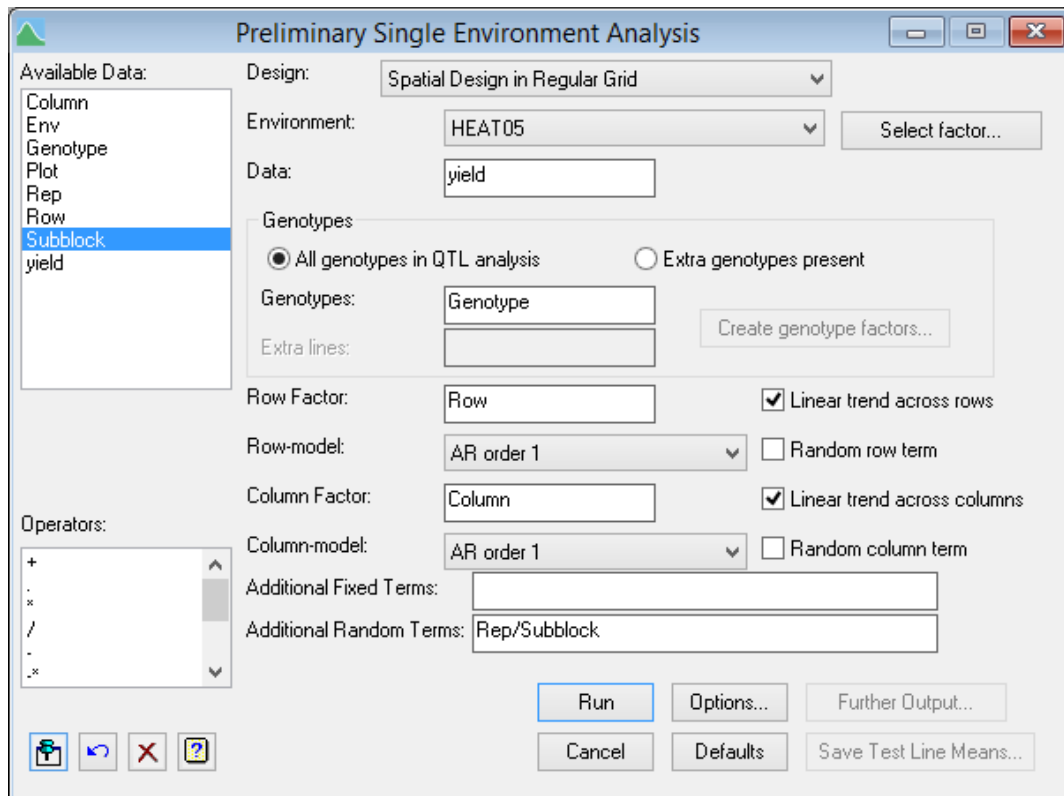 Preliminary Single Environment Analysis
Available Data:
Column
Env
Genotype
Plot
Rep
Row
Subblock
yield
Design:
Spatial Design in Regular Grid
Environment:
HEAT05
Select factor...
Data:
yield
Genotypes
All genotypes in QTL analysis
Extra genotypes present
Genotypes:
Genotype
Create genotype factors...
Extra lines:
Row Factor:
Row
Linear trend across rows
Row-model:
AR order 1
Random row term
Column Factor:
Column
Linear trend across columns
Column-model:
AR order 1
Random column term
Operators:
+
.
*
/
-
-*
Additional Fixed Terms:
Additional Random Terms:
Rep/Subblock
Run
Options...
Further Output...
Cancel
Defaults
Save Test Line Means...
?